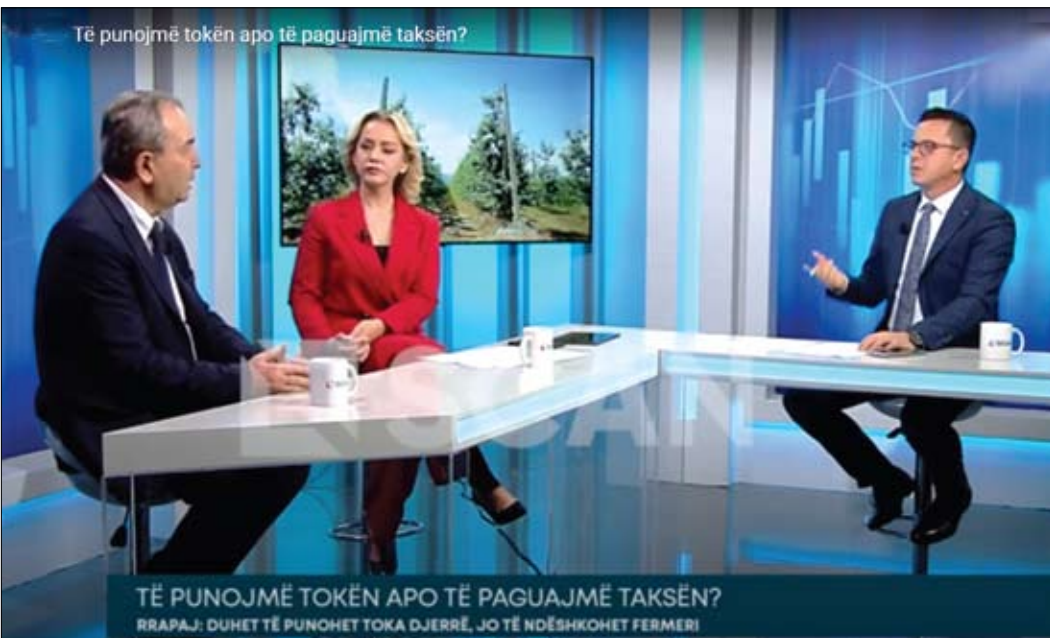 Të punojmë tokën apo të paguajmë taksën?
SCAN
TË PUNOJMË TOKËN APO TË PAGUAJMË TAKSËN?
RRAPAJ: DUHET TË PUNOHET TOKA DJERRË, JO TË NDËSHKOHET FERMERI